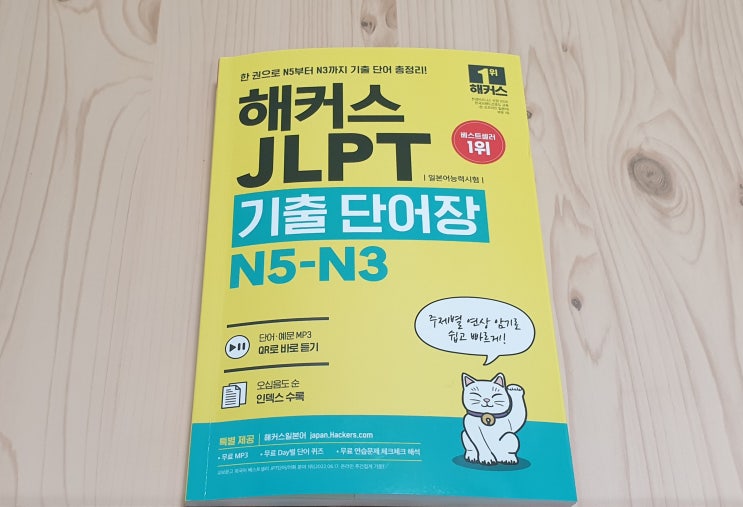 한 권으로 N5부터 N3까지 기출 단어 총정리!
1위
해커스
해커스
JLPT
| 일본어능력시험 |
베스트셀러
1위
기출 단어장
N5-N3
주제별 연상 암기로
쉽고 빠르게!
단어·예문 MP3
QR로 바로 듣기
오십음도 순
인덱스 수록
특별 제공 | 해커스일본어 japan.Hackers.com
· 무료 MP3 · 무료 Day별 단어 퀴즈 · 무료 연습문제 체크체크 해석